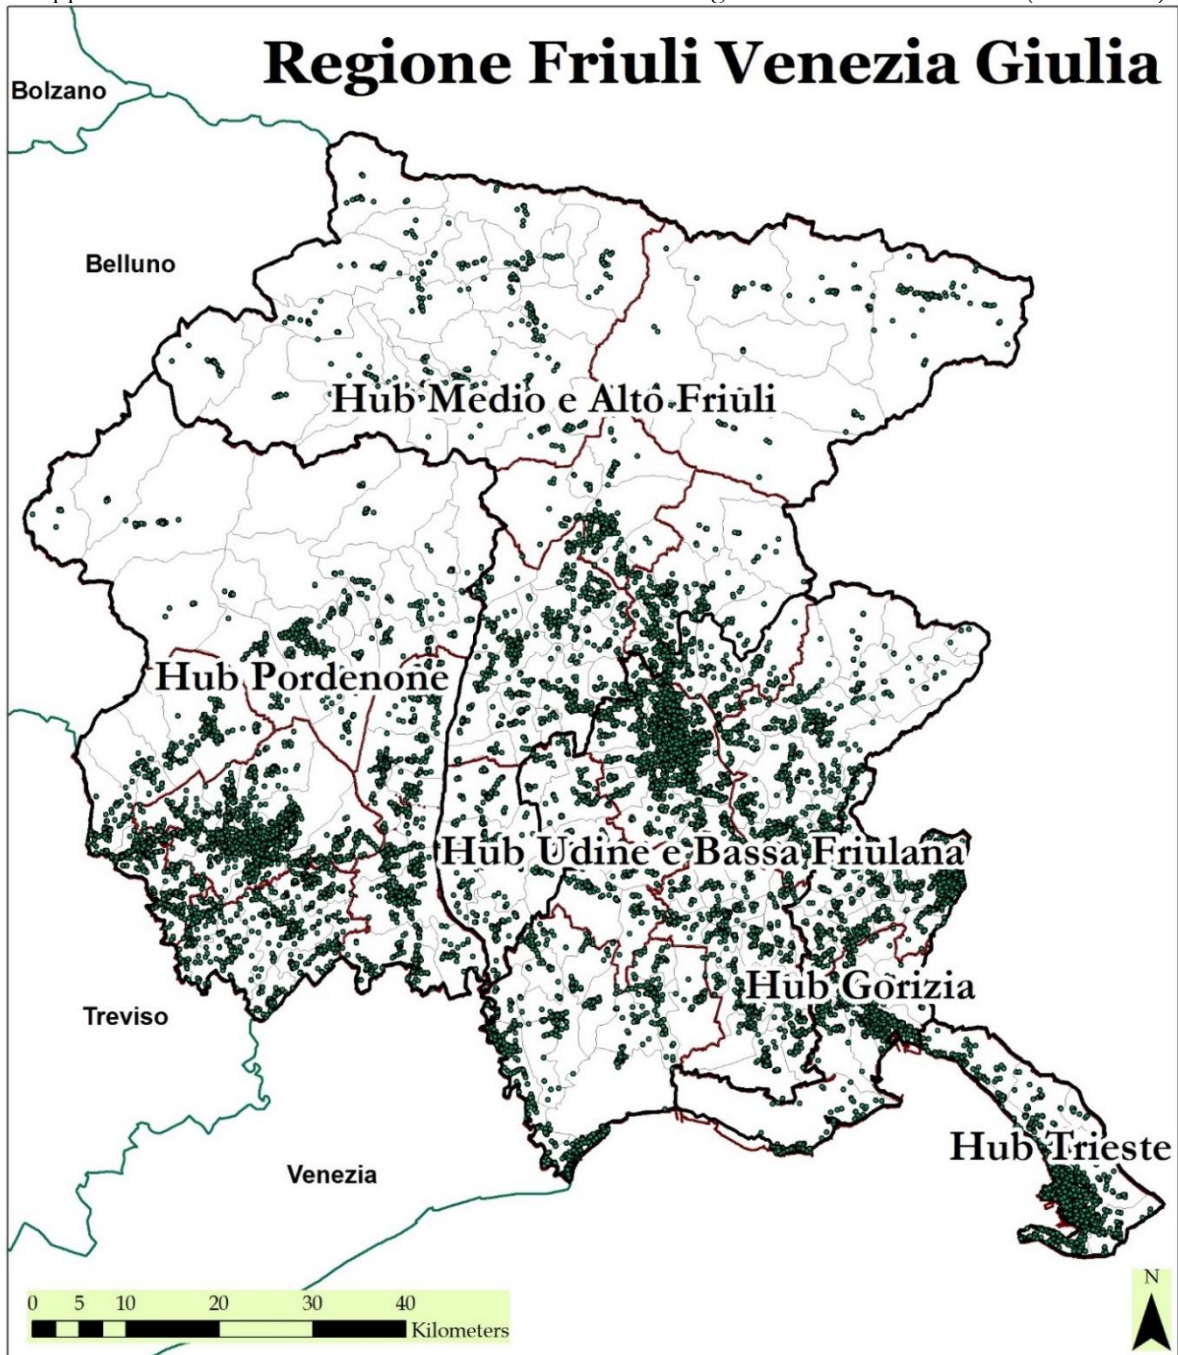 Regione Friuli Venezia Giulia
Bolzano
Belluno
Hub Medio e Alto Friuli
Hub Pordenone
Hub Udine e Bassa Friulana
Hub Gorizia
Treviso
Hub Trieste
Venezia
N
0 5 10 20 30 40
Kilometers